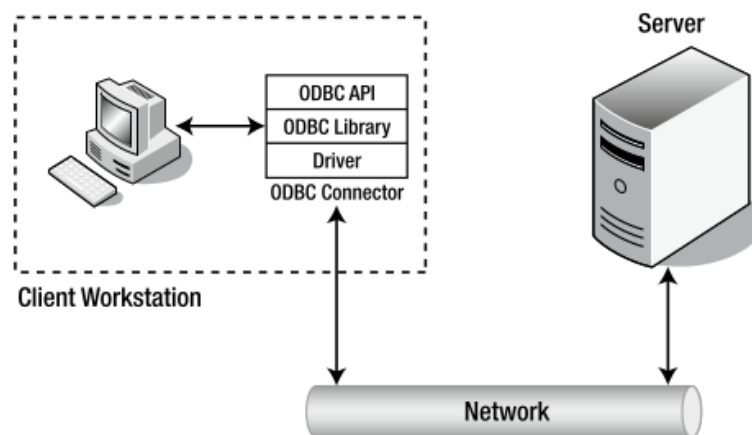 Server
ODBC API
ODBC Library
Driver
ODBC Connector
Client Workstation
Network